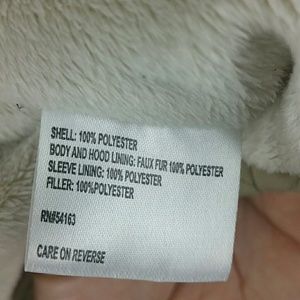 SHELL: 100% POLYESTER
BODY AND HOOD LINING: FAUX FUR 100% POLYESTER
SLEEVE LINING: 100% POLYESTER
FILLER: 100%POLYESTER
RN#54163
CARE ON REVERSE